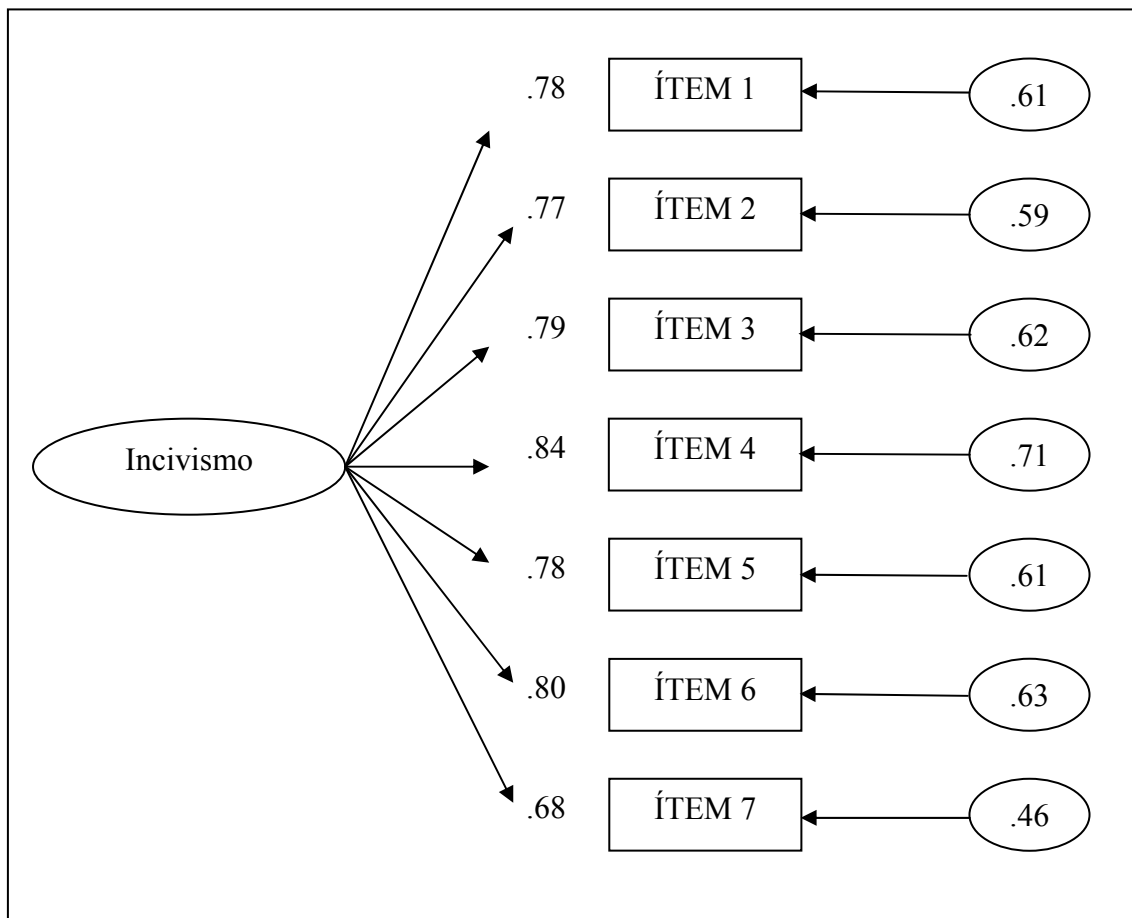 .78 ÍTEM 1 .61
.77 ÍTEM 2 .59
.79 ÍTEM 3 .62
Incivismo .84 ÍTEM 4 .71
.78 ÍTEM 5 .61
.80 ÍTEM 6 .63
.68 ÍTEM 7 .46